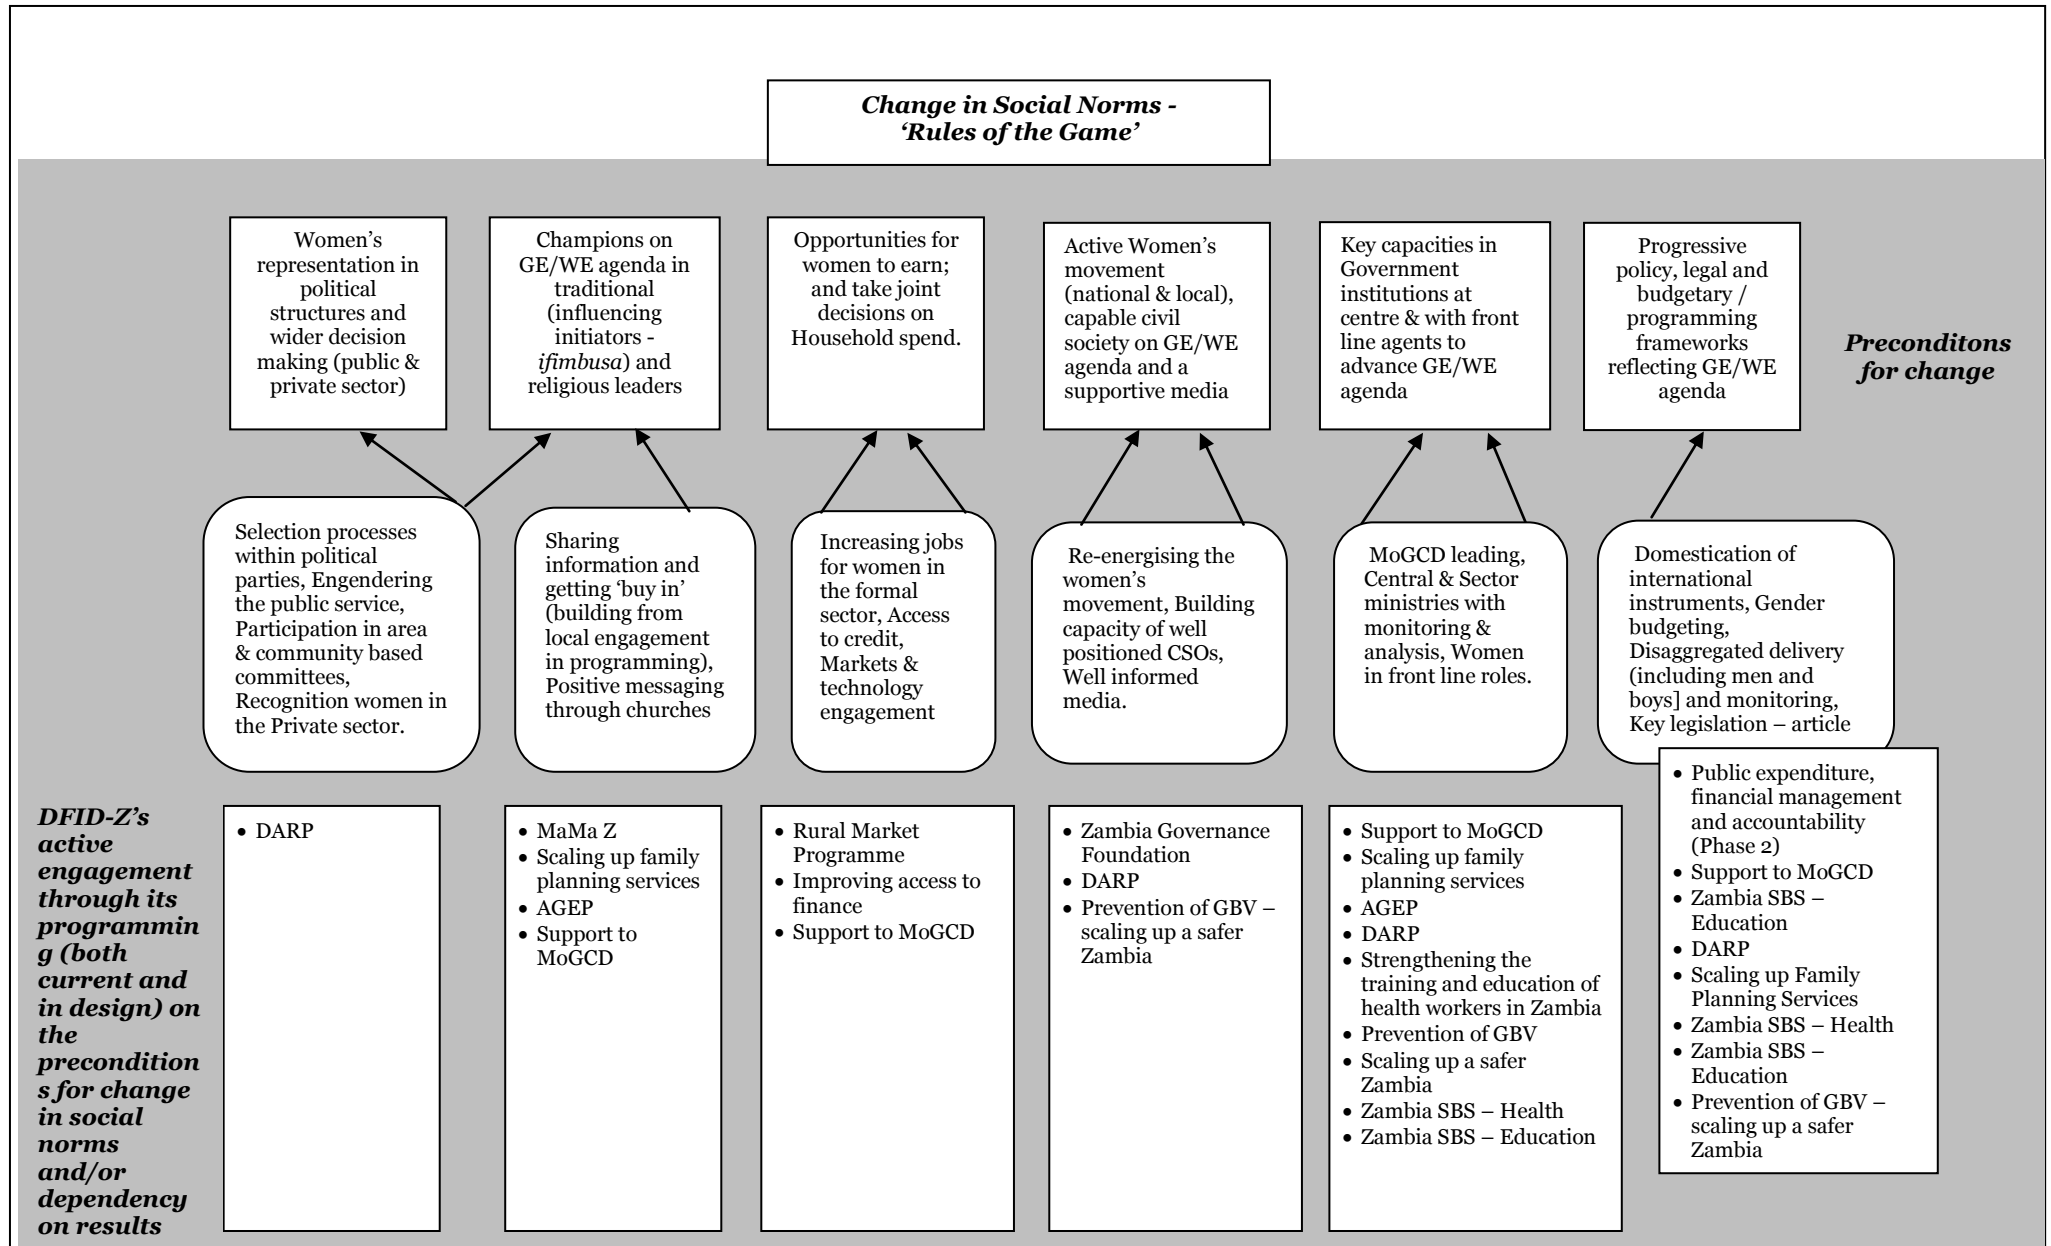 Change in Social Norms -
‘Rules of the Game’
Women’s
representation in
political
structures and
wider decision
making (public &
private sector)
Champions on
GE/WE agenda in
traditional
(influencing
initiators -
ifimbusa) and
religious leaders
Opportunities for
women to earn;
and take joint
decisions on
Household spend.
Active Women’s
movement
(national & local),
capable civil
society on GE/WE
agenda and a
supportive media
Key capacities in
Government
institutions at
centre & with front
line agents to
advance GE/WE
agenda
Progressive
policy, legal and
budgetary /
programming
frameworks
reflecting GE/WE
agenda
Preconditons
for change
Selection processes
within political
parties, Engendering
the public service,
Participation in area
& community based
committees,
Recognition women in
the Private sector.
Sharing
information and
getting ‘buy in’
(building from
local engagement
in programming),
Positive messaging
through churches
Increasing jobs
for women in
the formal
sector, Access
to credit,
Markets &
technology
engagement
Re-energising the
women’s
movement, Building
capacity of well
positioned CSOs,
Well informed
media.
MoGCD leading,
Central & Sector
ministries with
monitoring &
analysis, Women
in front line roles.
Domestication of
international
instruments, Gender
budgeting,
Disaggregated delivery
(including men and
boys] and monitoring,
Key legislation – article
DFID-Z’s
active
engagement
through its
programmin
g (both
current and
in design) on
the
precondition
s for change
in social
norms
and/or
dependency
on results
• DARP
• MaMa Z
• Scaling up family
planning services
• AGEP
• Support to
MoGCD
• Rural Market
Programme
• Improving access to
finance
• Support to MoGCD
• Zambia Governance
Foundation
• DARP
• Prevention of GBV –
scaling up a safer
Zambia
• Support to MoGCD
• Scaling up family
planning services
• AGEP
• DARP
• Strengthening the
training and education of
health workers in Zambia
• Prevention of GBV
• Scaling up a safer
Zambia
• Zambia SBS – Health
• Zambia SBS – Education
• Public expenditure,
financial management
and accountability
(Phase 2)
• Support to MoGCD
• Zambia SBS –
Education
• DARP
• Scaling up Family
Planning Services
• Zambia SBS – Health
• Zambia SBS –
Education
• Prevention of GBV –
scaling up a safer
Zambia